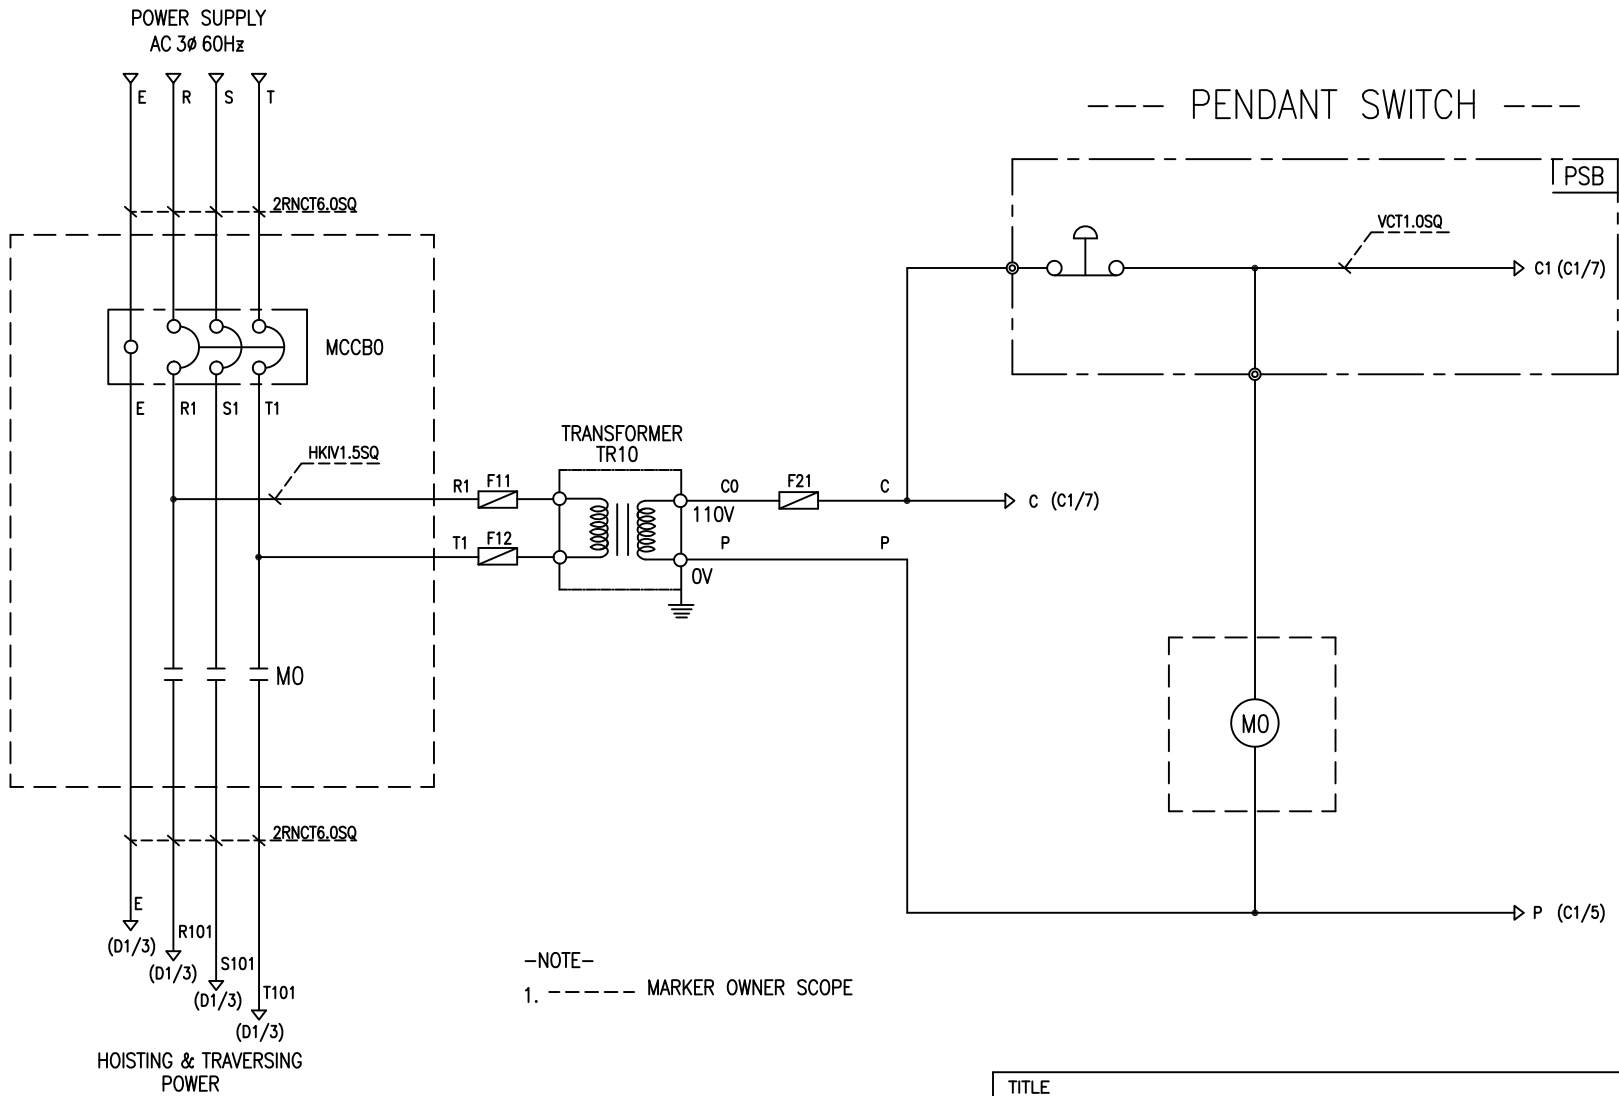 POWER SUPPLY
AC 3ø 60Hz
E R S T
--- PENDANT SWITCH ---
PSB
2RNCT6.0SQ
VCT1.0SQ
C1 (C1/7)
MCCB0
E R1 S1 T1
HKIV1.5SQ
TRANSFORMER
TR10
R1 F11
C0 F21 C
C (C1/7)
110V
T1 F12
P P
0V
M0
M0
2RNCT6.0SQ
E
(D1/3)
R101
(D1/3)
S101
(D1/3)
T101
(D1/3)
P (C1/5)
HOISTING & TRAVERSING
POWER
-NOTE-
1. ----- MARKER OWNER SCOPE
TITLE